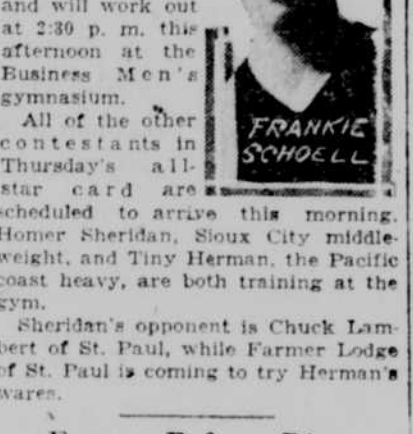 and will work out
at 2:30 p. m. this
afternoon at the
Business Men's
gymnasium.
All of the other
contestants in
Thursday's all-
star card are
scheduled to arrive this morning.
Homer Sheridan, Sioux City middle-
weight, and Tiny Herman, the Pacific
coast heavy, are both training at the
gym.
Sheridan's opponent is Chuck Lam-
bert of St. Paul, while Farmer Lodge
of St. Paul is coming to try Herman's
wares.
FRANKIE
SCHOELL